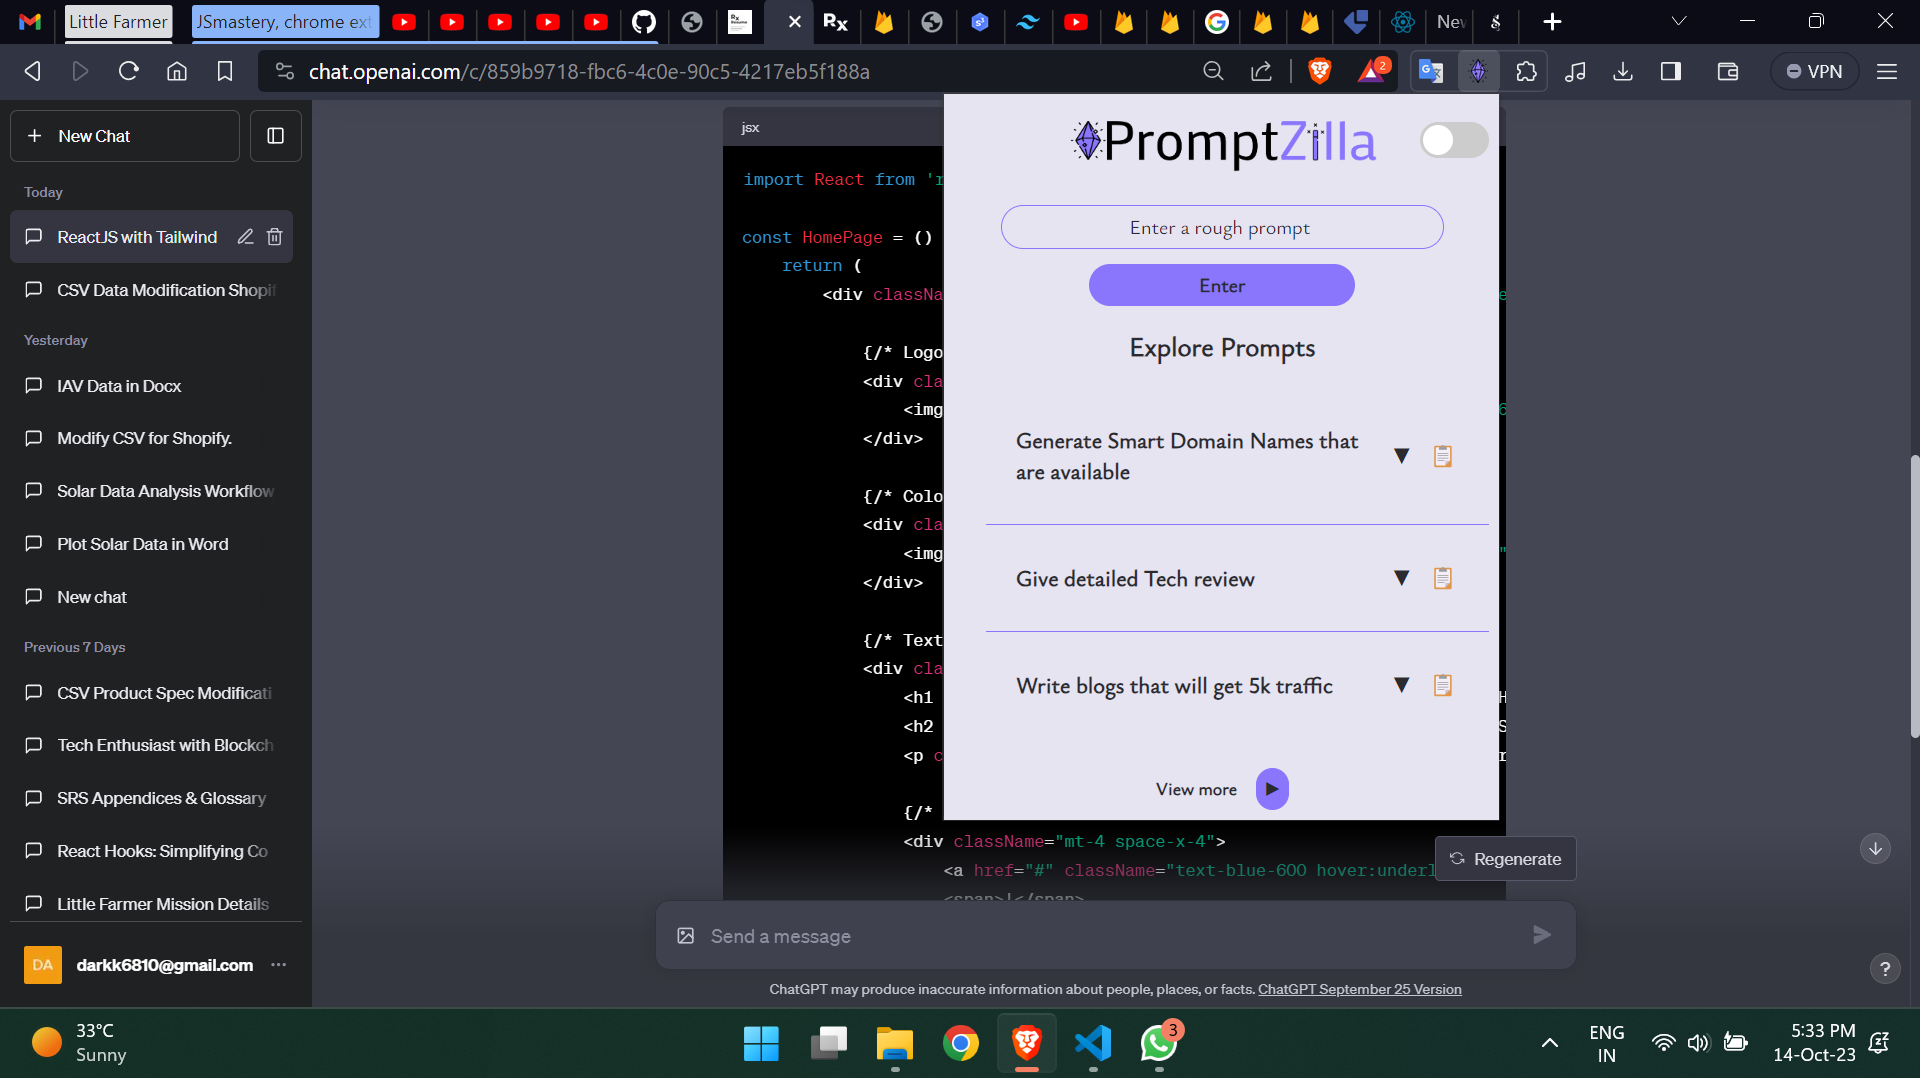 Little Farmer
JSmastery, chrome ext
Rx
New
chat.openai.com/c/859b9718-fbc6-4c0e-90c5-4217eb5f188a
2
VPN
New Chat
Today
ReactJS with Tailwind
CSV Data Modification Shopif
Yesterday
IAV Data in Docx
Modify CSV for Shopify.
Solar Data Analysis Workflow
Plot Solar Data in Word
New chat
Previous 7 Days
CSV Product Spec Modificati
Tech Enthusiast with Blockch
SRS Appendices & Glossary
React Hooks: Simplifying Co
Little Farmer Mission Details
DA
darkk6810@gmail.com
jsx
import React from 'r
const HomePage = ()
return (
<div classNa
{/* Logo
<div cla
<img
</div>
{/* Colo
<div cla
<img
</div>
{/* Text
<div cla
<h1
<h2
<p c
{/*
<div className="mt-4 space-x-4">
<a href="#" className="text-blue-600 hover:underl
<span>|</span>
PromptZilla
Enter a rough prompt
Enter
Explore Prompts
Generate Smart Domain Names that
are available
Give detailed Tech review
Write blogs that will get 5k traffic
View more
Regenerate
Send a message
ChatGPT may produce inaccurate information about people, places, or facts. ChatGPT September 25 Version
?
33°C
Sunny
3
ENG
IN
5:33 PM
14-Oct-23